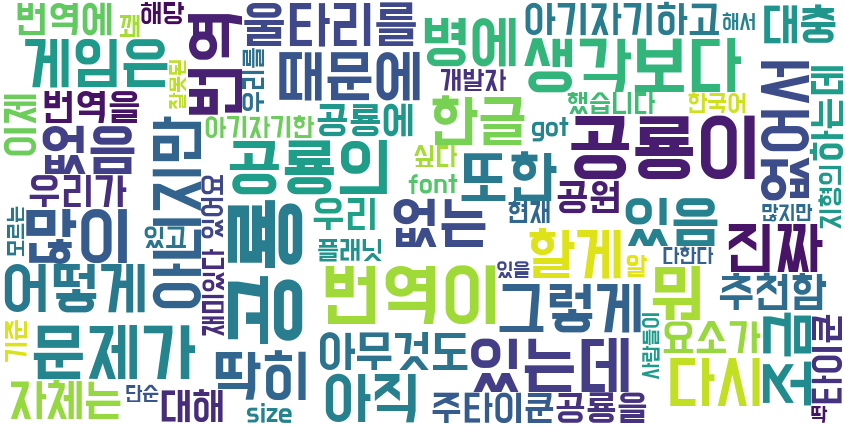 번역에
꽤
해당
게임은
잘못된
번역
울타리를
우리를
때문에
병에
아기자기하고
해서
대충
생각보다
개발자
이제
번역을
없음
아기자기한
공룡에
한글
했습니다
한국어
got
싶다
공룡이
없어서
하는데
지형의
우리가
아니지만
공룡의
font
또한
공원
많이
있고
모르는
재미있다
있어요
공룡
우리
플래닛
없는
현재
있음
진짜
많지만
어떻게
번역이
있을
할게
알
다한다
뭐
추천함
그렇게
기준
문제가
딱히
아무것도
있는데
사람들이
요소가
조금
타이쿤
자체는
단순
대해
size
아직
주타이쿤
공룡을
다시
딱